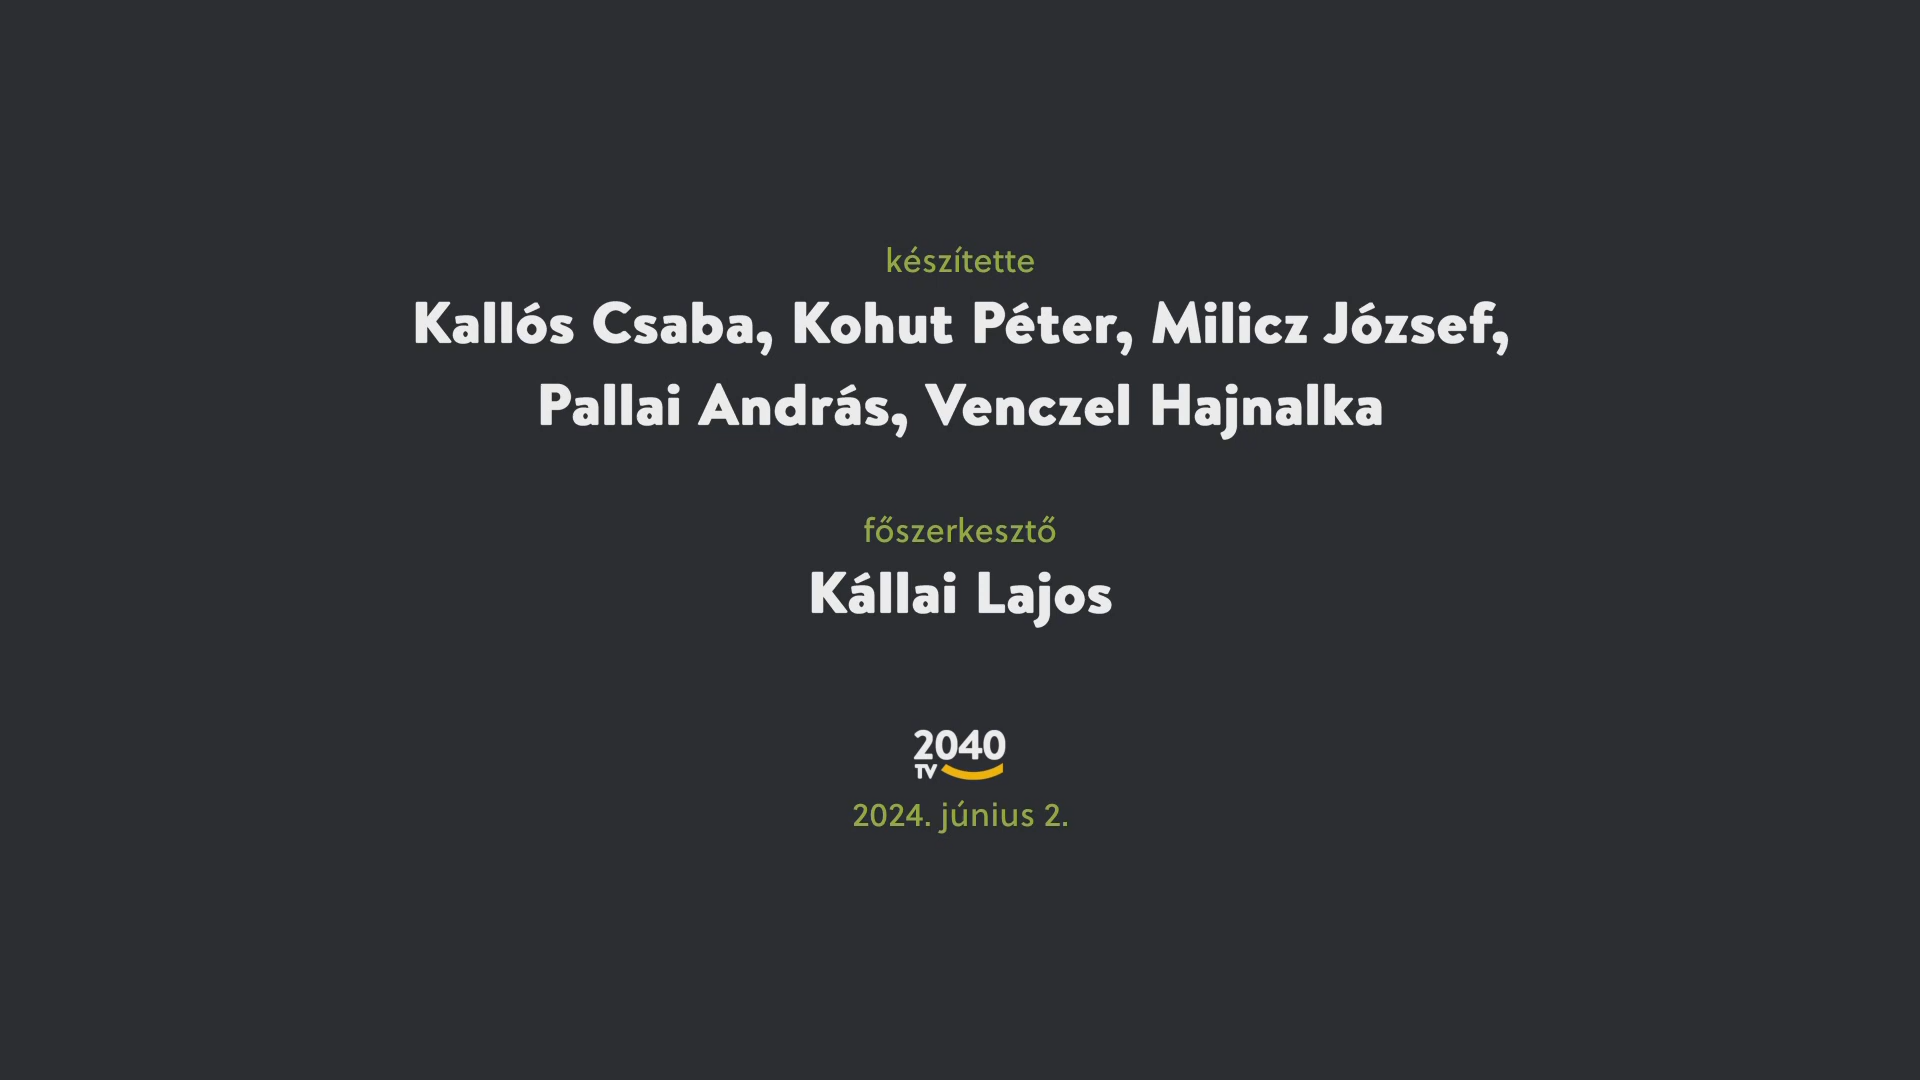 készítette
Kallós Csaba, Kohut Péter, Milicz József,
Pallai András, Venczel Hajnalka
főszerkesztő
Kállai Lajos
2040
TV
2024. június 2.